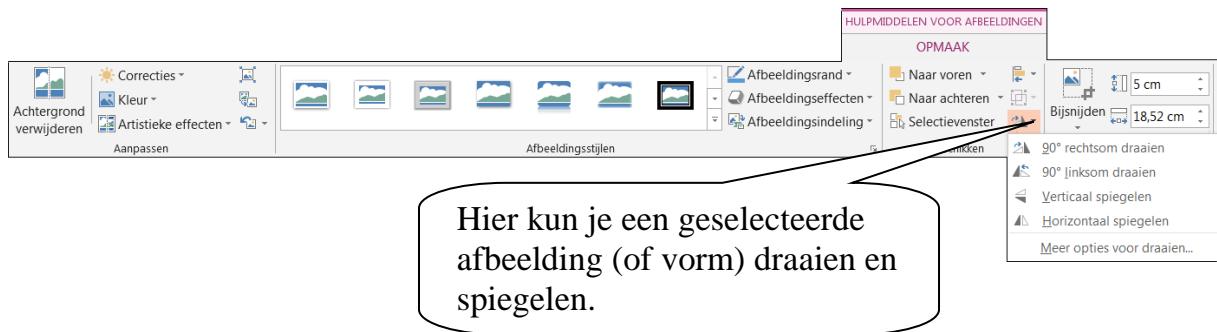 HULPMIDDELEN VOOR AFBEELDINGEN
OPMAAK
Achtergrond
verwijderen
Correcties
Kleur
Artistieke effecten
Aanpassen
Afbeeldingsstijlen
Afbeeldingsrand
Afbeeldingseffecten
Afbeeldingsindeling
Naar voren
Naar achteren
Selectievenster
Bijsnijden
5 cm
18,52 cm
90° rechtsom draaien
90° linksom draaien
Verticaal spiegelen
Horizontaal spiegelen
Meer opties voor draaien...
Hier kun je een geselecteerde
afbeelding (of vorm) draaien en
spiegelen.